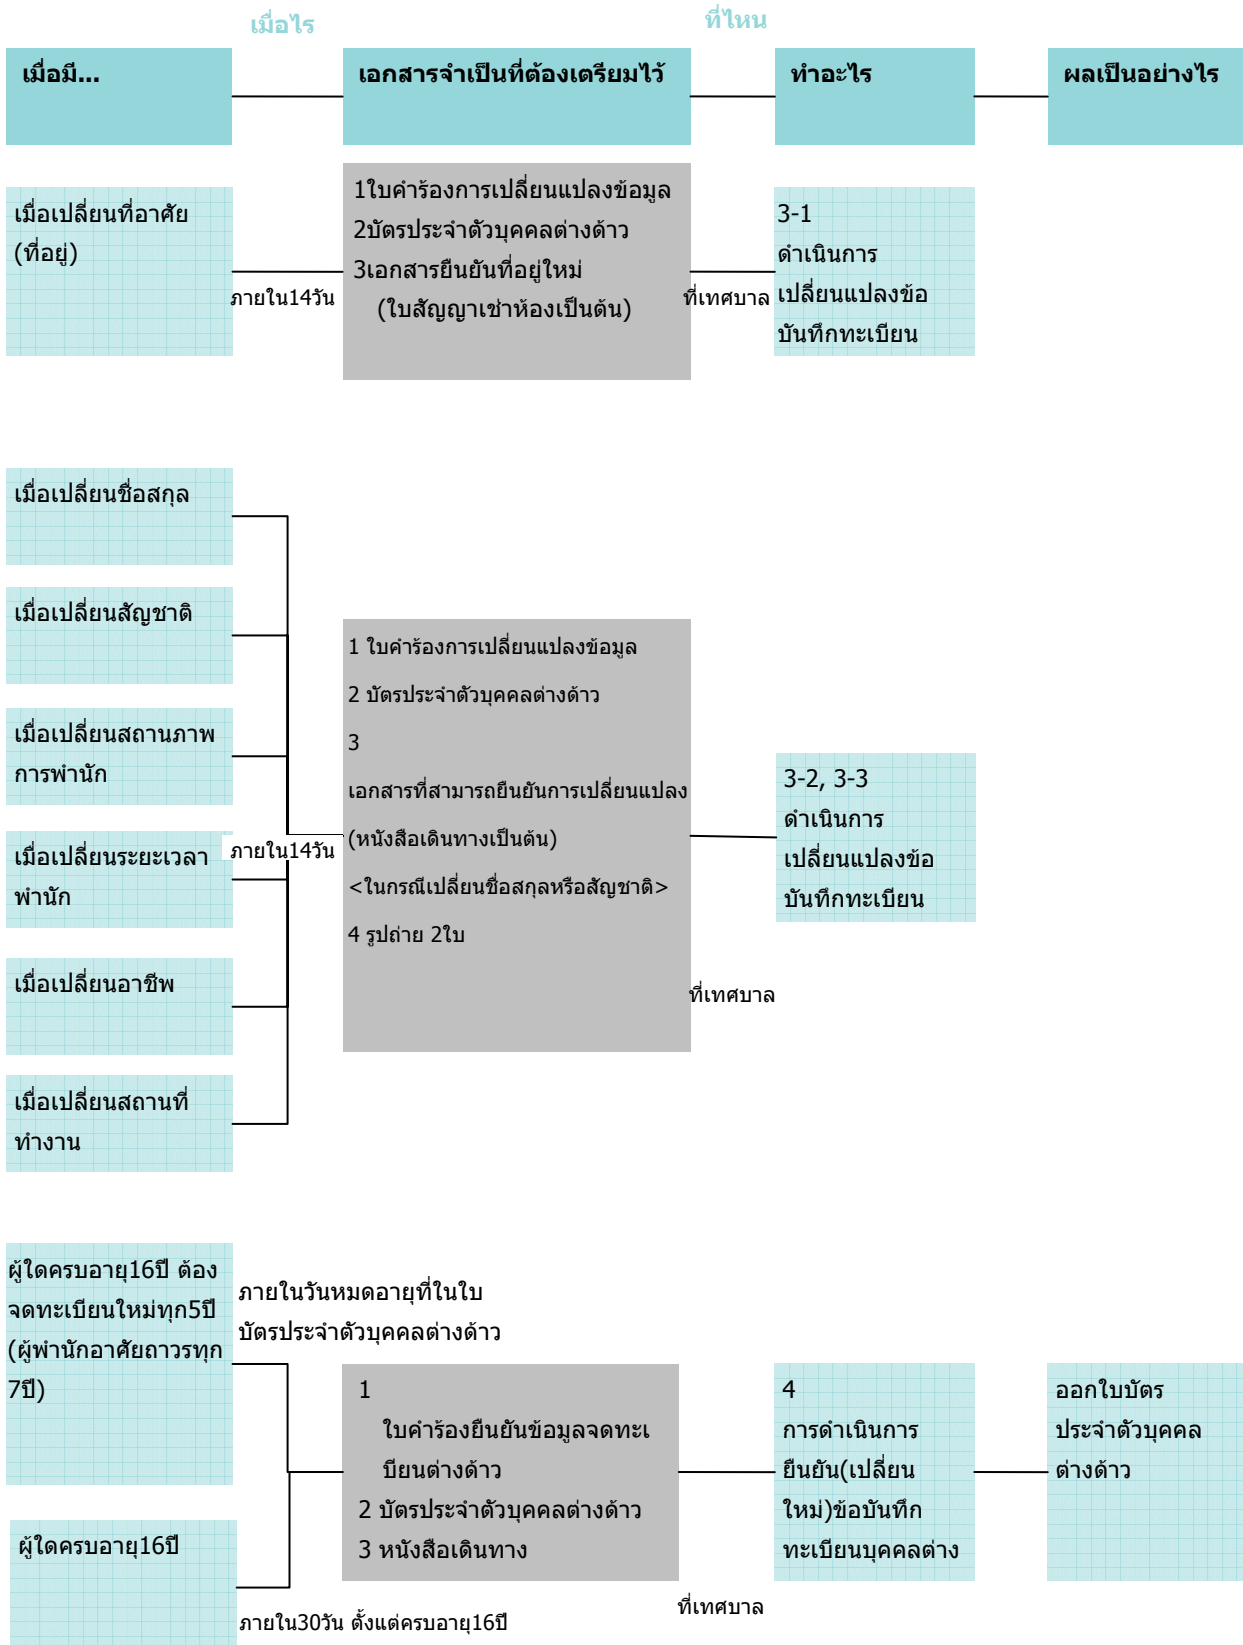 เมื่อไร
ที่ไหน
เมื่อมี...
เอกสารจำเป็นที่ต้องเตรียมไว้
ทำอะไร
ผลเป็นอย่างไร
เมื่อเปลี่ยนที่อาศัย
(ที่อยู่)
ภายใน14วัน
1ใบคำร้องการเปลี่ยนแปลงข้อมูล
2บัตรประจำตัวบุคคลต่างด้าว
3เอกสารยืนยันที่อยู่ใหม่
(ใบสัญญาเช่าห้องเป็นต้น)
ที่เทศบาล
3-1
ดำเนินการ
เปลี่ยนแปลงข้อ
บันทึกทะเบียน
เมื่อเปลี่ยนชื่อสกุล
เมื่อเปลี่ยนสัญชาติ
เมื่อเปลี่ยนสถานภาพ
การพำนัก
เมื่อเปลี่ยนระยะเวลา
พำนัก
เมื่อเปลี่ยนอาชีพ
เมื่อเปลี่ยนสถานที่
ทำงาน
ภายใน14วัน
1 ใบคำร้องการเปลี่ยนแปลงข้อมูล
2 บัตรประจำตัวบุคคลต่างด้าว
3
เอกสารที่สามารถยืนยันการเปลี่ยนแปลง
(หนังสือเดินทางเป็นต้น)
<ในกรณีเปลี่ยนชื่อสกุลหรือสัญชาติ>
4 รูปถ่าย 2ใบ
ที่เทศบาล
3-2, 3-3
ดำเนินการ
เปลี่ยนแปลงข้อ
บันทึกทะเบียน
ผู้ใดครบอายุ16ปี ต้อง
จดทะเบียนใหม่ทุก5ปี
(ผู้พำนักอาศัยถาวรทุก
7ปี)
ภายในวันหมดอายุที่ในใบ
บัตรประจำตัวบุคคลต่างด้าว
ผู้ใดครบอายุ16ปี
ภายใน30วัน ตั้งแต่ครบอายุ16ปี
1
ใบคำร้องยืนยันข้อมูลจดทะเ
บียนต่างด้าว
2 บัตรประจำตัวบุคคลต่างด้าว
3 หนังสือเดินทาง
ที่เทศบาล
4
การดำเนินการ
ยืนยัน(เปลี่ยน
ใหม่)ข้อบันทึก
ทะเบียนบุคคลต่าง
ออกใบบัตร
ประจำตัวบุคคล
ต่างด้าว